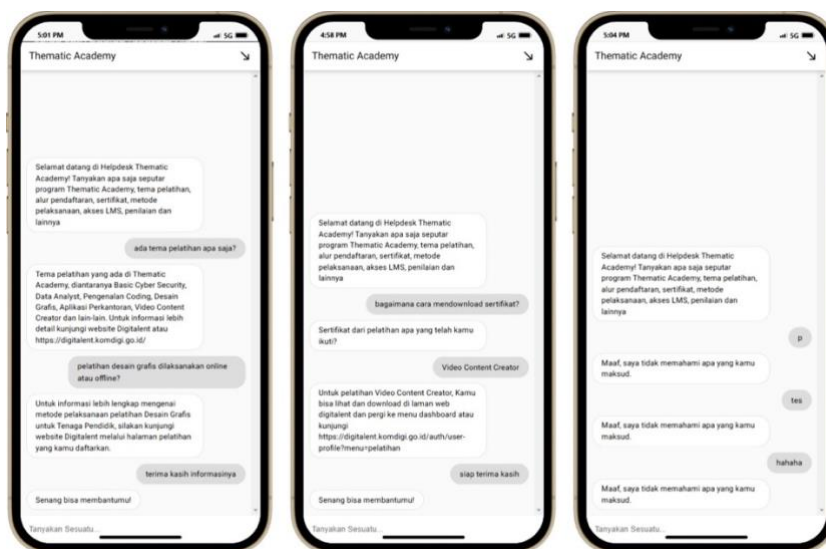 5:01 PM
5G
Thematic Academy
Selamat datang di Helpdesk Thematic
Academy! Tanyakan apa saja seputar
program Thematic Academy, tema pelatihan,
alur pendaftaran, sertifikat, metode
pelaksanaan, akses LMS, penilaian dan
lainnya
ada tema pelatihan apa saja?
Tema pelatihan yang ada di Thematic
Academy, diantaranya Basic Cyber Security,
Data Analyst, Pengenalan Coding, Desain
Grafis, Aplikasi Perkantoran, Video Content
Creator dan lain-lain. Untuk informasi lebih
detail kunjungi website Digitalent atau
https://digitalent.komdigi.go.id/
pelatihan desain grafis dilaksanakan online
atau offline?
Untuk informasi lebih lengkap mengenai
metode pelaksanaan pelatihan Desain Grafis
untuk Tenaga Pendidik, silakan kunjungi
website Digitalent melalui halaman pelatihan
yang kamu daftarkan.
terima kasih informasinya
Senang bisa membantumu!
Tanyakan Sesuatu...
4:58 PM
5G
Thematic Academy
Selamat datang di Helpdesk Thematic
Academy! Tanyakan apa saja seputar
program Thematic Academy, tema pelatihan,
alur pendaftaran, sertifikat, metode
pelaksanaan, akses LMS, penilaian dan
lainnya
bagaimana cara mendownload sertifikat?
Sertifikat dari pelatihan apa yang telah kamu
ikuti?
Video Content Creator
Untuk pelatihan Video Content Creator, Kamu
bisa lihat dan download di laman web
digitalent dan pergi ke menu dashboard atau
kunjungi
https://digitalent.komdigi.go.id/auth/user-
profile?menu=pelatihan
siap terima kasih
Senang bisa membantumu!
Tanyakan Sesuatu...
5:04 PM
5G
Thematic Academy
Selamat datang di Helpdesk Thematic
Academy! Tanyakan apa saja seputar
program Thematic Academy, tema pelatihan,
alur pendaftaran, sertifikat, metode
pelaksanaan, akses LMS, penilaian dan
lainnya
p
Maaf, saya tidak memahami apa yang kamu
maksud.
tes
Maaf, saya tidak memahami apa yang kamu
maksud.
hahaha
Maaf, saya tidak memahami apa yang kamu
maksud.
Tanyakan Sesuatu...